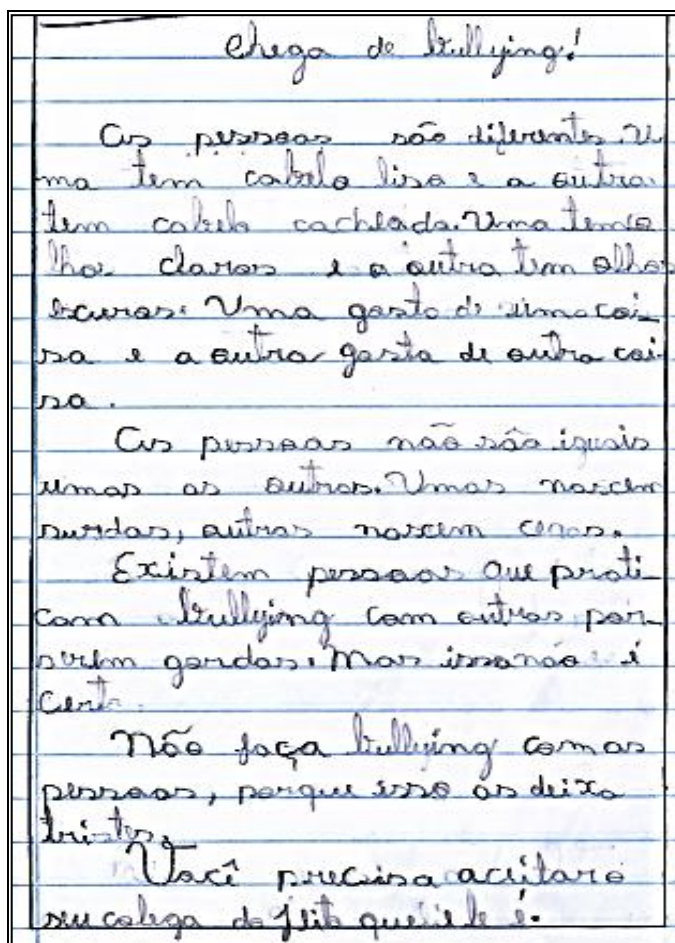 Chega de bullying!
As pessoas são diferentes. U
ma tem cabelo liso e a outra
tem cabelo cacheado. Uma tem o
lhos claros e a outra tem olhos
escuros. Uma gosta de uma coi_
sa e a outra gosta de outra coi-
sa.
As pessoas não são iguais
umas as outras. Umas nascem
surdas, outras nascem cegas.
Existem pessoas que prati-
cam bullying com outras por_
serem gordas. Mas isso não é
certo.
Não faça bullying com as
pessoas, porque isso as deixa
tristes.
Você precisa aceitar o
seu colega do jeito que ele é.